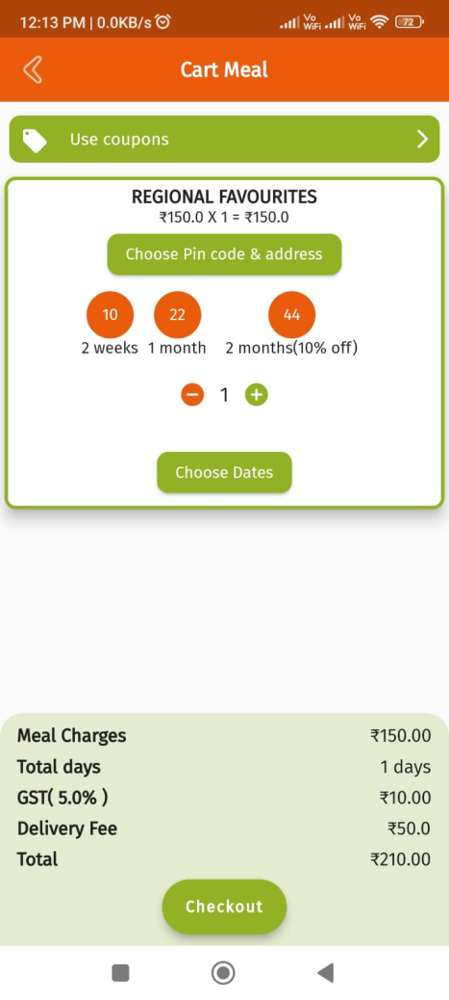 12:13 PM | 0.0KB/s Vo WiFi Vo WiFi 72
Cart Meal
Use coupons
REGIONAL FAVOURITES
₹150.0 X 1 = ₹150.0
Choose Pin code & address
10 22 44
2 weeks 1 month 2 months(10% off)
1
Choose Dates
Meal Charges ₹150.00
Total days 1 days
GST( 5.0% ) ₹10.00
Delivery Fee ₹50.0
Total ₹210.00
Checkout